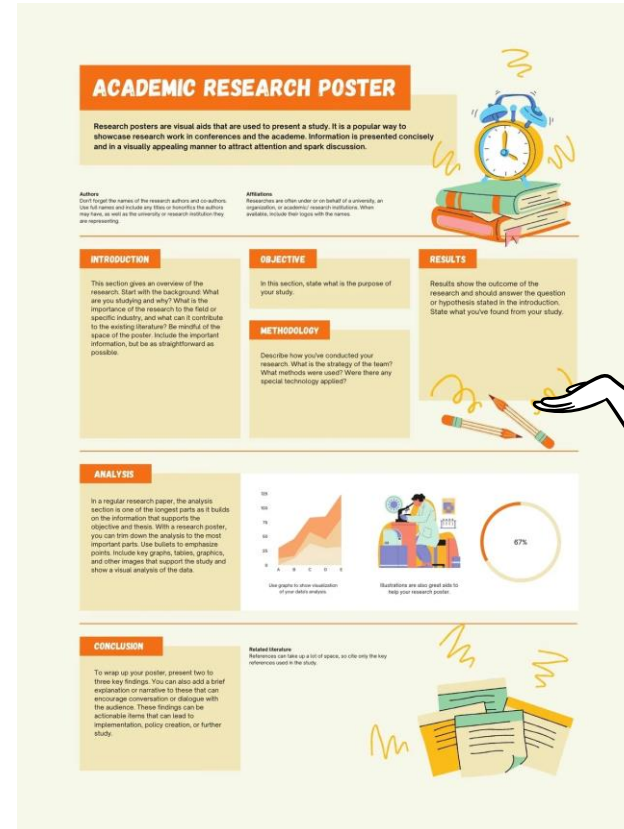 ACADEMIC RESEARCH POSTER
Research posters are visual aids that are used to present a study. It is a popular way to
showcase research work in conferences and the academe. Information is presented concisely
and in a visually appealing manner to attract attention and spark discussion.
Authors
Don't forget the names of the research authors and co-authors.
Use full names and include any titles or honorifics the authors
may have, as well as the university or research institution they
are representing.
Affiliations
Researches are often under or on behalf of a university, an
organization, or academic/ research institutions. When
available, include their logos with the names.
INTRODUCTION
This section gives an overview of the
research. Start with the background: What
are you studying and why? What is the
importance of the research to the field or
specific industry, and what can it contribute
to the existing literature? Be mindful of the
space of the poster. Include the important
information, but be as straightforward as
possible.
OBJECTIVE
In this section, state what is the purpose of
your study.
METHODOLOGY
Describe how you've conducted your
research. What is the strategy of the team?
What methods were used? Were there any
special technology applied?
RESULTS
Results show the outcome of the
research and should answer the question
or hypothesis stated in the introduction.
State what you've found from your study.
ANALYSIS
In a regular research paper, the analysis
section is one of the longest parts as it builds
on the information that supports the
objective and thesis. With a research poster,
you can trim down the analysis to the most
important parts. Use bullets to emphasize
points. Include key graphs, tables, graphics,
and other images that support the study and
show a visual analysis of the data.
125
100
75
50
25
0
A B C D E
Use graphs to show visualization
of your data's analysis.
Illustrations are also great aids to
help your research poster.
67%
CONCLUSION
To wrap up your poster, present two to
three key findings. You can also add a brief
explanation or narrative to these that can
encourage conversation or dialogue with
the audience. These findings can be
actionable items that can lead to
implementation, policy creation, or further
study.
Related literature
References can take up a lot of space, so cite only the key
references used in the study.